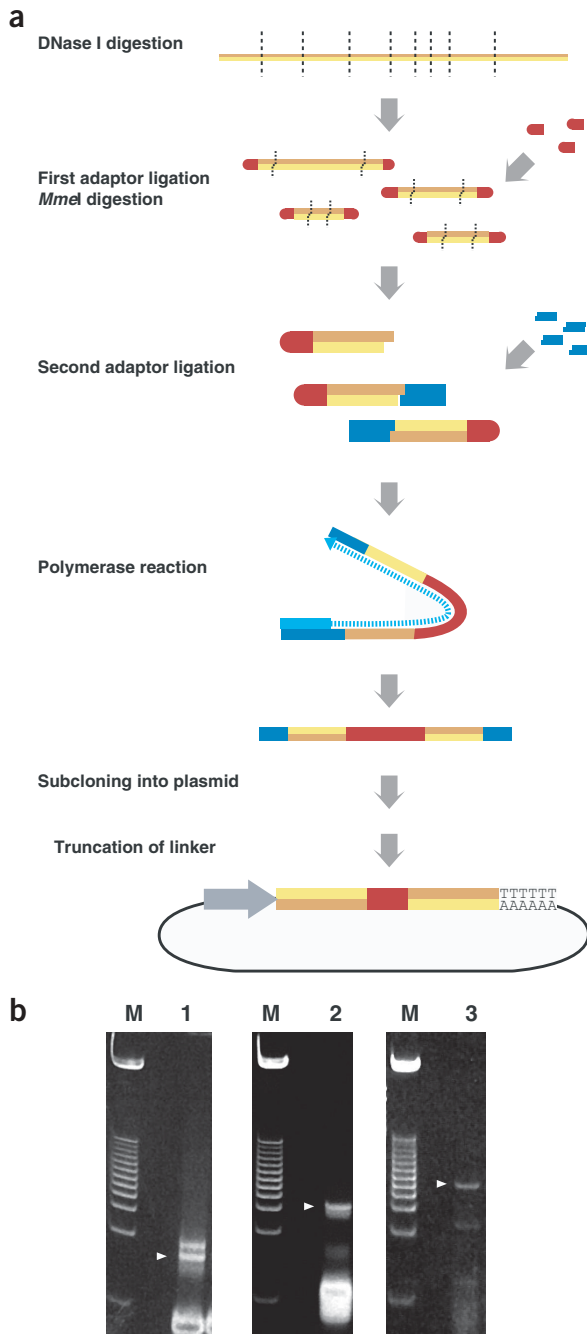 a
DNase I digestion
First adaptor ligation
MmeI digestion
Second adaptor ligation
Polymerase reaction
Subcloning into plasmid
Truncation of linker
TTTTTT
AAAAAA
b
M 1 M 2 M 3